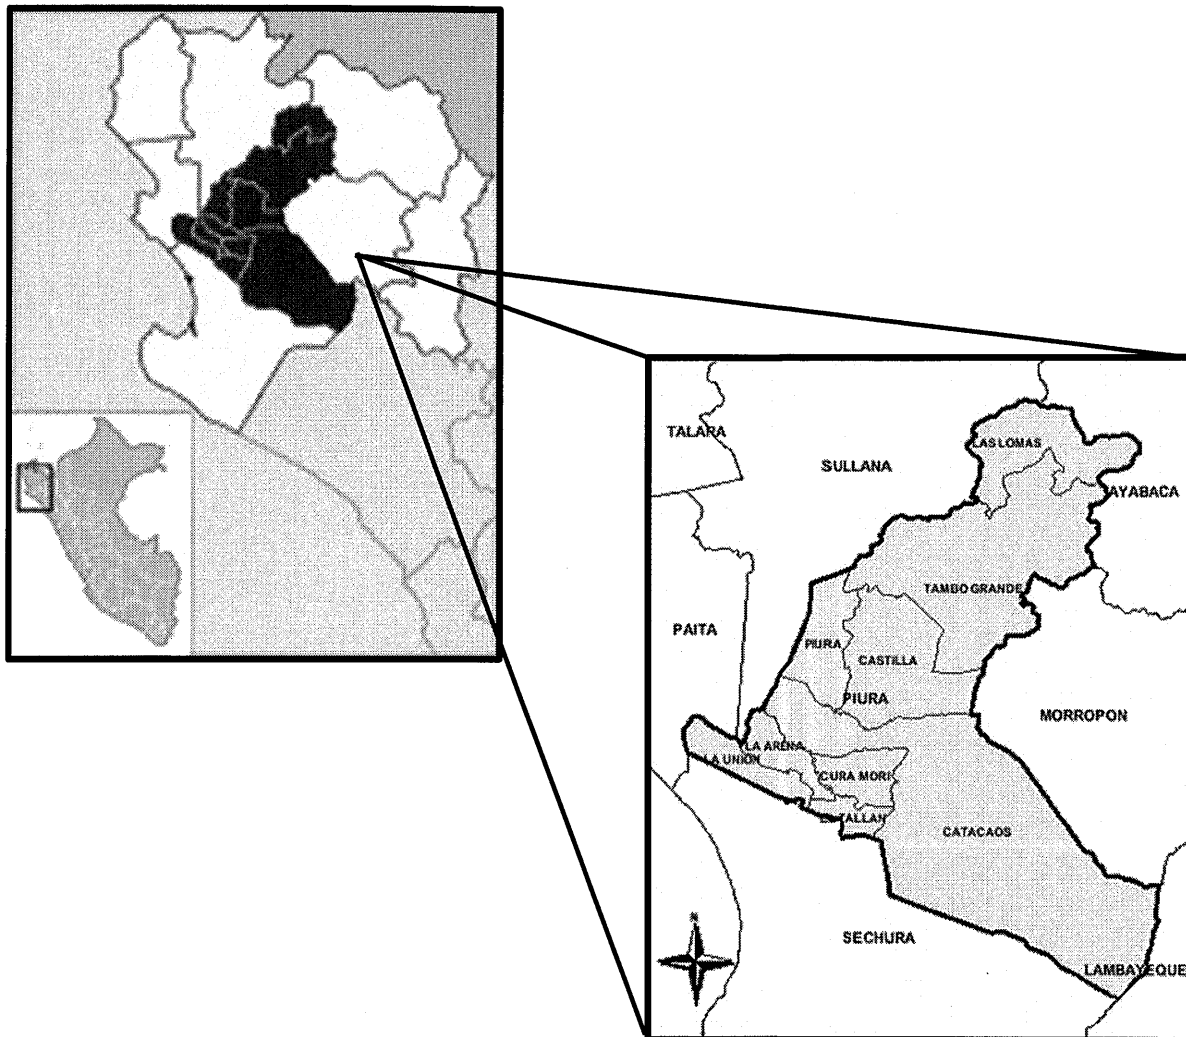 TALARA
LAS LOMAS
SULLANA
AYABACA
TAMBO GRANDE
PAITA
PIURA
CASTILLA
PIURA
MORROPON
LA ARENA
LA UNION
CURA MORI
EL TALLAN
CATACAOS
N
SECHURA
LAMBAYEQUE